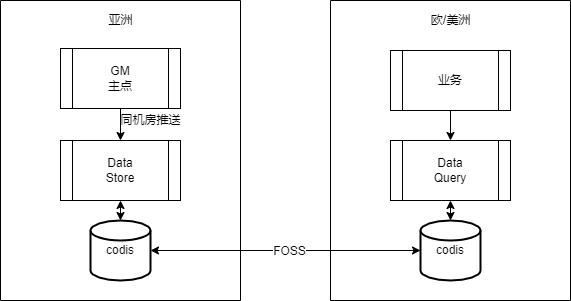 亚洲
欧/美洲
GM
主点
业务
同机房推送
Data
Store
Data
Query
codis
FOSS
codis